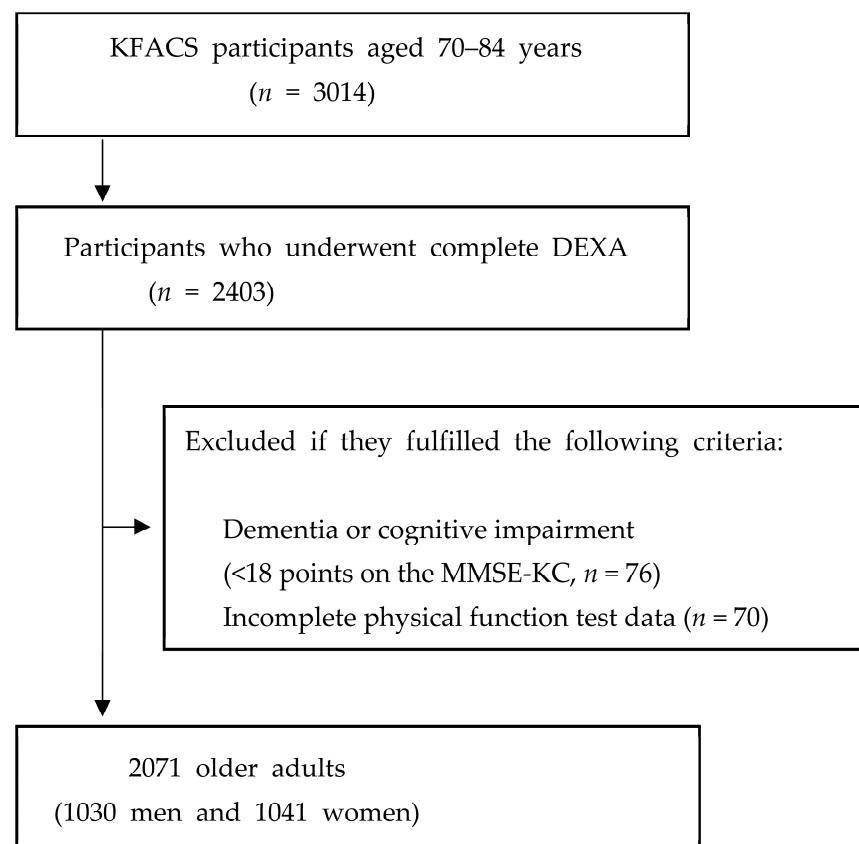 KFACS participants aged 70–84 years
(n = 3014)
Participants who underwent complete DEXA
(n = 2403)
Excluded if they fulfilled the following criteria:
Dementia or cognitive impairment
(<18 points on the MMSE-KC, n = 76)
Incomplete physical function test data (n = 70)
2071 older adults
(1030 men and 1041 women)